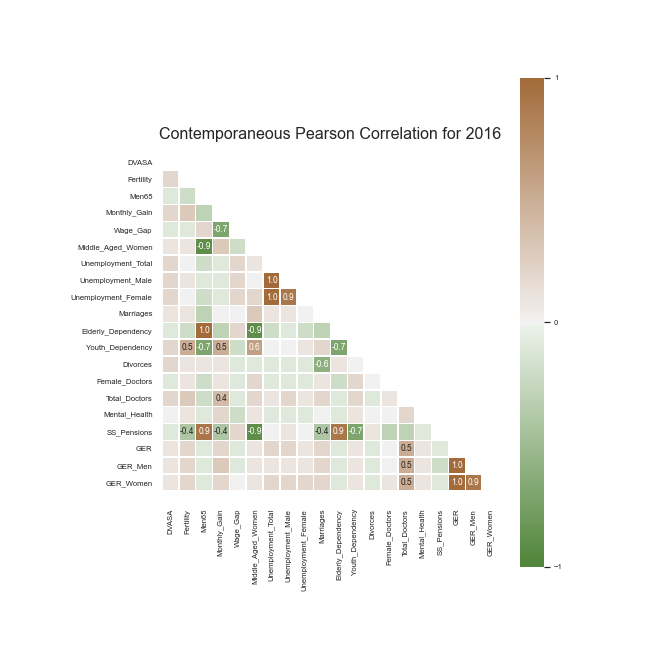 1
Contemporaneous Pearson Correlation for 2016
DVASA
Fertility
Men65
Monthly_Gain
Wage_Gap -0.7
Middle_Aged_Women -0.9
Unemployment_Total
Unemployment_Male 1.0
Unemployment_Female 1.0 0.9
Marriages
0
Elderly_Dependency 1.0 -0.9
Youth_Dependency 0.5 -0.7 0.5 0.6 -0.7
Divorces -0.6
Female_Doctors
Total_Doctors 0.4
Mental_Health
SS_Pensions -0.4 0.9 -0.4 -0.9 -0.4 0.9 -0.7
GER 0.5
GER_Men 0.5 1.0
GER_Women 0.5 1.0 0.9
DVASA
Fertility
Men65
Monthly_Gain
Wage_Gap
Middle_Aged_Women
Unemployment_Total
Unemployment_Male
Unemployment_Female
Marriages
Elderly_Dependency
Youth_Dependency
Divorces
Female_Doctors
Total_Doctors
Mental_Health
SS_Pensions
GER
GER_Men
GER_Women
−1